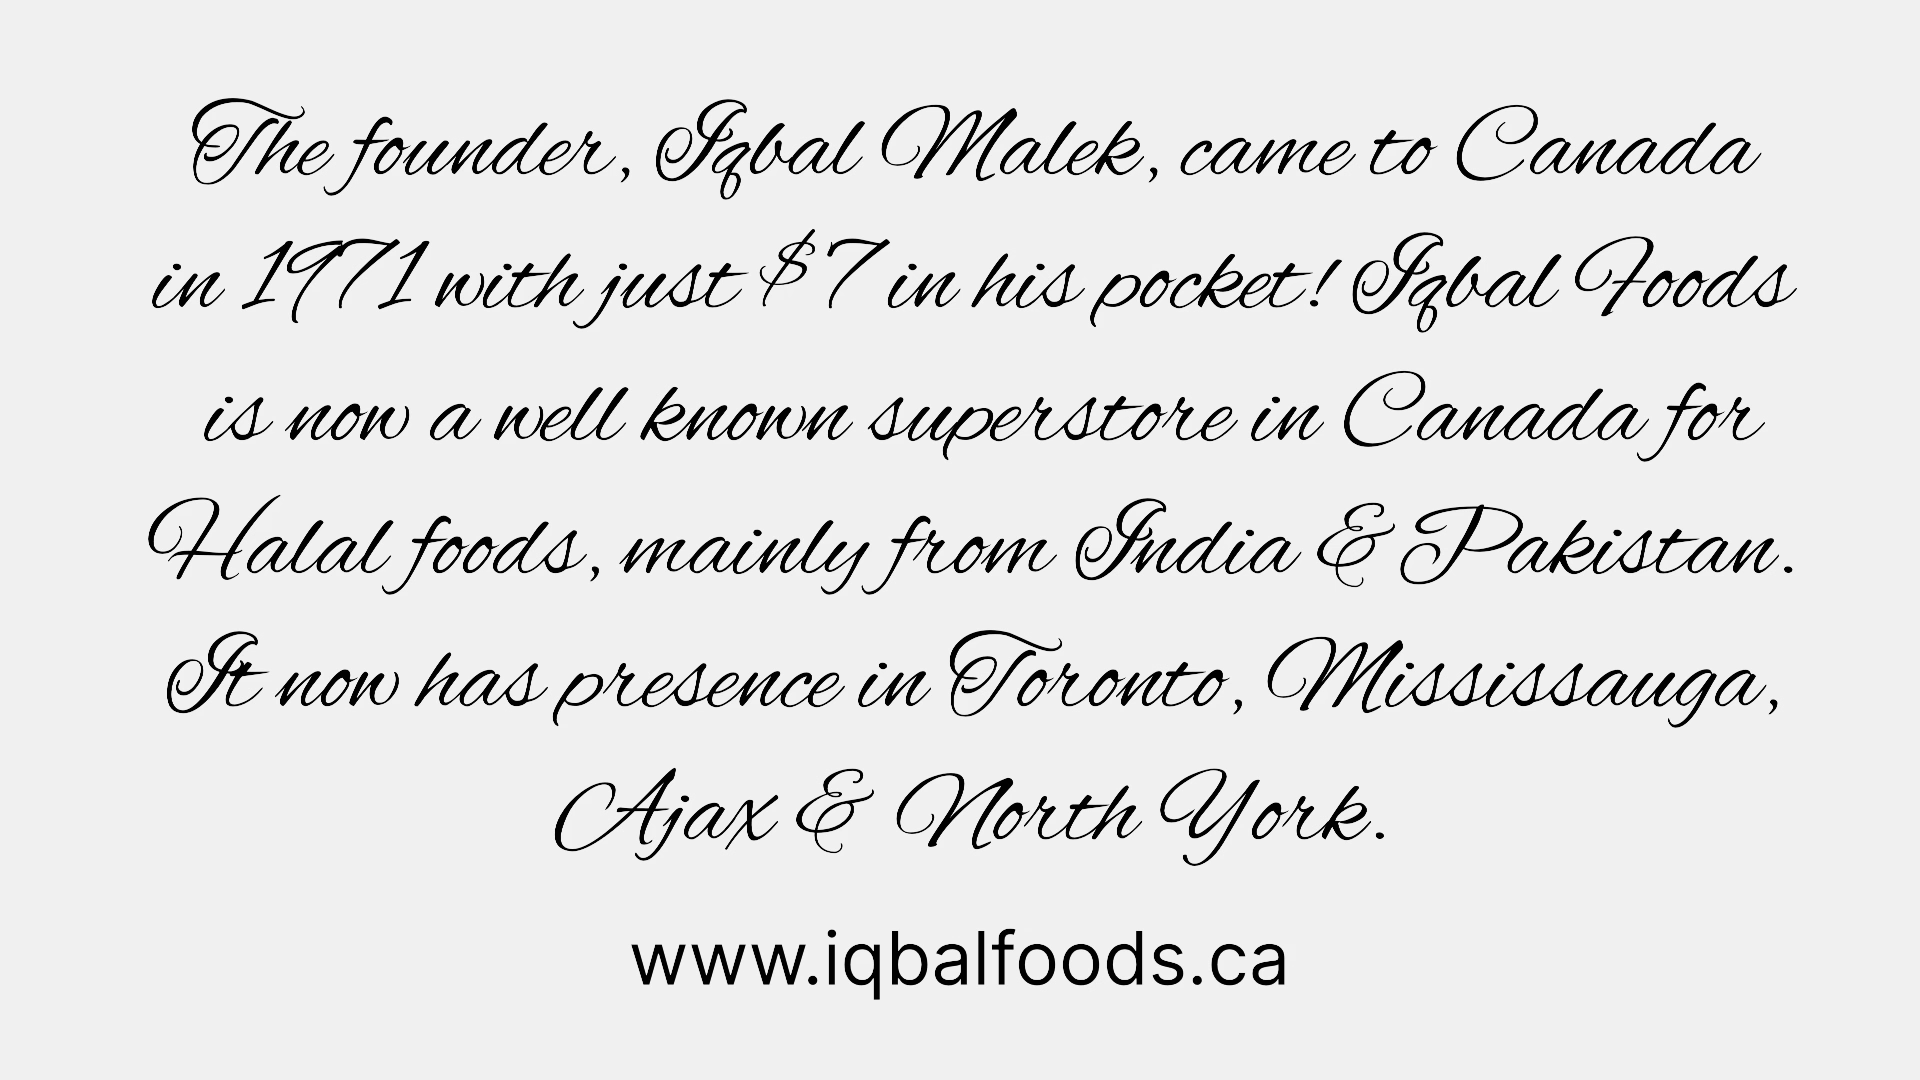 The founder, Iqbal Malek, came to Canada
in 1971 with just $7 in his pocket! Iqbal Foods
is now a well known superstore in Canada for
Halal foods, mainly from India & Pakistan.
It now has presence in Toronto, Mississauga,
Ajax & North York.
www.iqbalfoods.ca